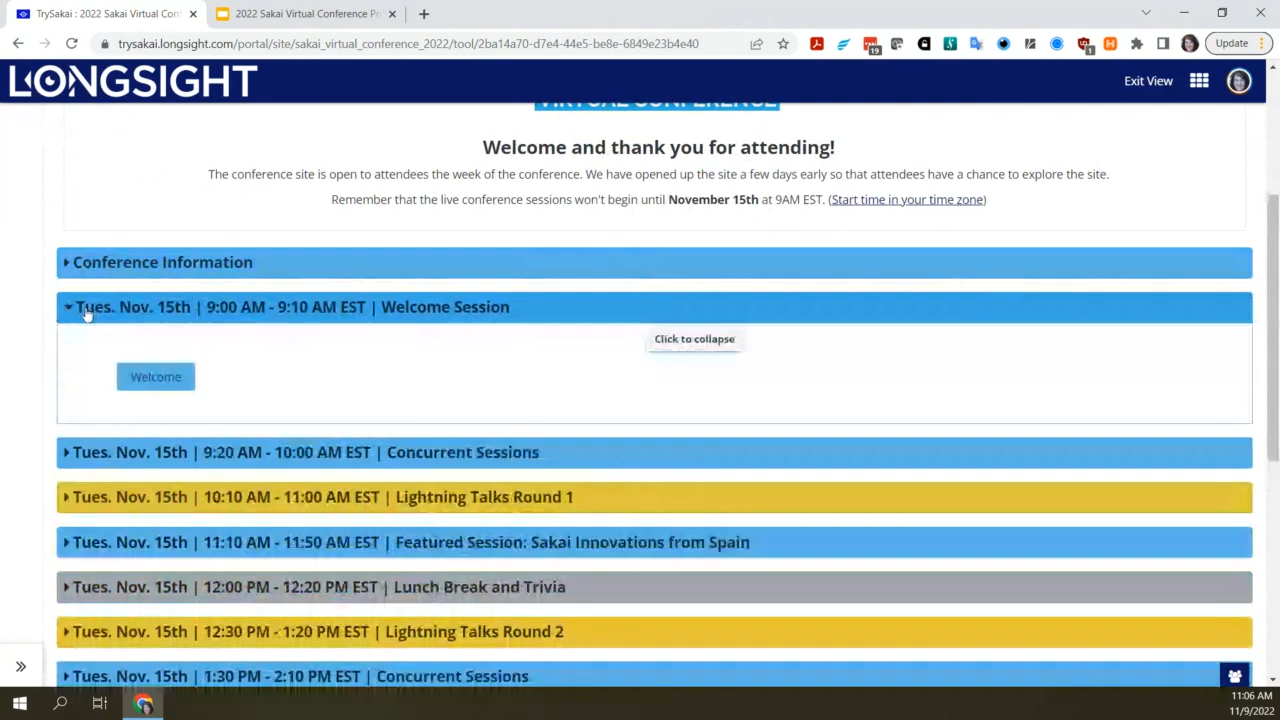 TrySakai : 2022 Sakai Virtual Con
2022 Sakai Virtual Conference Pr
trysakai.longsight.com/portal/site/sakai_virtual_conference_2022/tool/2ba14a70-d7e4-44e5-be8e-6849e23b4e40
19
1
Update
LONGSIGHT
Exit View
VIRTUAL CONFERENCE
Welcome and thank you for attending!
The conference site is open to attendees the week of the conference. We have opened up the site a few days early so that attendees have a chance to explore the site.
Remember that the live conference sessions won't begin until November 15th at 9AM EST. (Start time in your time zone)
Conference Information
Tues. Nov. 15th | 9:00 AM - 9:10 AM EST | Welcome Session
Click to collapse
Welcome
Tues. Nov. 15th | 9:20 AM - 10:00 AM EST | Concurrent Sessions
Tues. Nov. 15th | 10:10 AM - 11:00 AM EST | Lightning Talks Round 1
Tues. Nov. 15th | 11:10 AM - 11:50 AM EST | Featured Session: Sakai Innovations from Spain
Tues. Nov. 15th | 12:00 PM - 12:20 PM EST | Lunch Break and Trivia
Tues. Nov. 15th | 12:30 PM - 1:20 PM EST | Lightning Talks Round 2
Tues. Nov. 15th | 1:30 PM - 2:10 PM EST | Concurrent Sessions
11:06 AM
11/9/2022